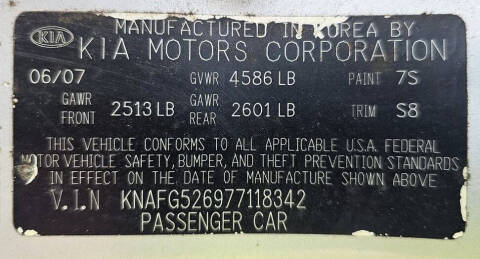 MANUFACTURED IN KOREA BY
KIA KIA MOTORS CORPORATION
06/07 GVWR 4586 LB PAINT 7S
GAWR FRONT 2513 LB GAWR REAR 2601 LB TRIM S8
THIS VEHICLE CONFORMS TO ALL APPLICABLE U.S.A. FEDERAL
MOTOR VEHICLE SAFETY, BUMPER, AND THEFT PREVENTION STANDARDS
IN EFFECT ON THE DATE OF MANUFACTURE SHOWN ABOVE
V.I.N KNAFG526977118342
PASSENGER CAR